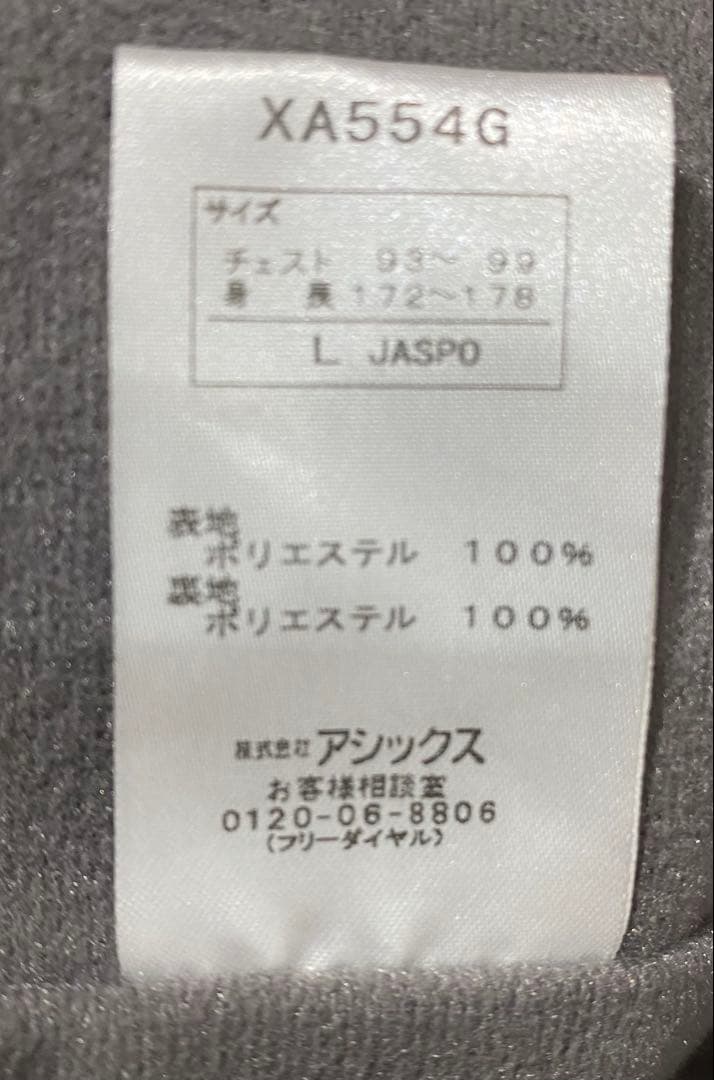 XA554G
サイズ
チェスト 93～ 99
身 長 172～178
L JASPO
表地
ポリエステル 100%
裏地
ポリエステル 100%
株式会社アシックス
お客様相談室
0120-06-8806
(フリーダイヤル)